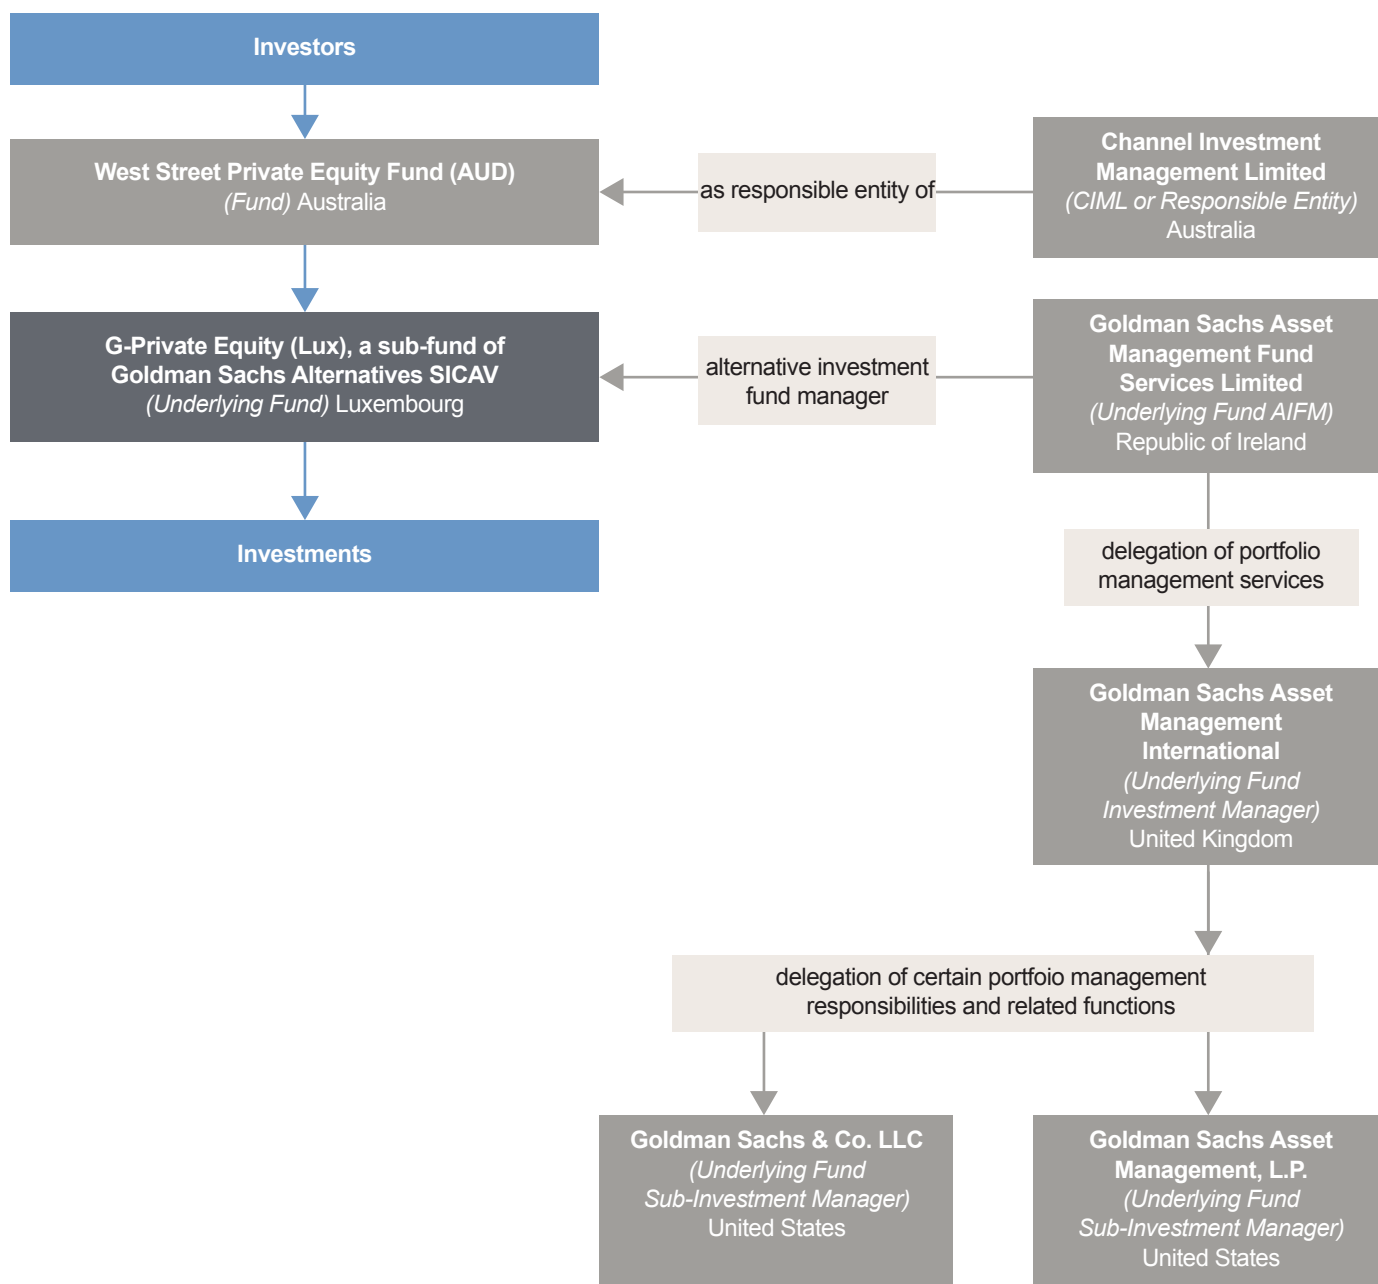 Investors
West Street Private Equity Fund (AUD)
(Fund) Australia
as responsible entity of
Channel Investment
Management Limited
(CIML or Responsible Entity)
Australia
G-Private Equity (Lux), a sub-fund of
Goldman Sachs Alternatives SICAV
(Underlying Fund) Luxembourg
alternative investment
fund manager
Goldman Sachs Asset
Management Fund
Services Limited
(Underlying Fund AIFM)
Republic of Ireland
Investments
delegation of portfolio
management services
Goldman Sachs Asset
Management
International
(Underlying Fund
Investment Manager)
United Kingdom
delegation of certain portfoio management
responsibilities and related functions
Goldman Sachs & Co. LLC
(Underlying Fund
Sub-Investment Manager)
United States
Goldman Sachs Asset
Management, L.P.
(Underlying Fund
Sub-Investment Manager)
United States